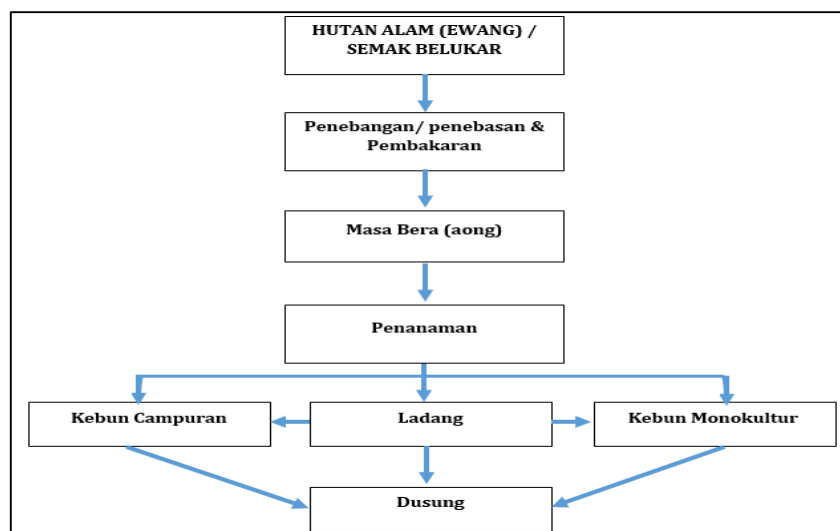 HUTAN ALAM (EWANG) /
SEMAK BELUKAR
Penebangan/ penebasan &
Pembakaran
Masa Bera (aong)
Penanaman
Kebun Campuran
Ladang
Kebun Monokultur
Dusung